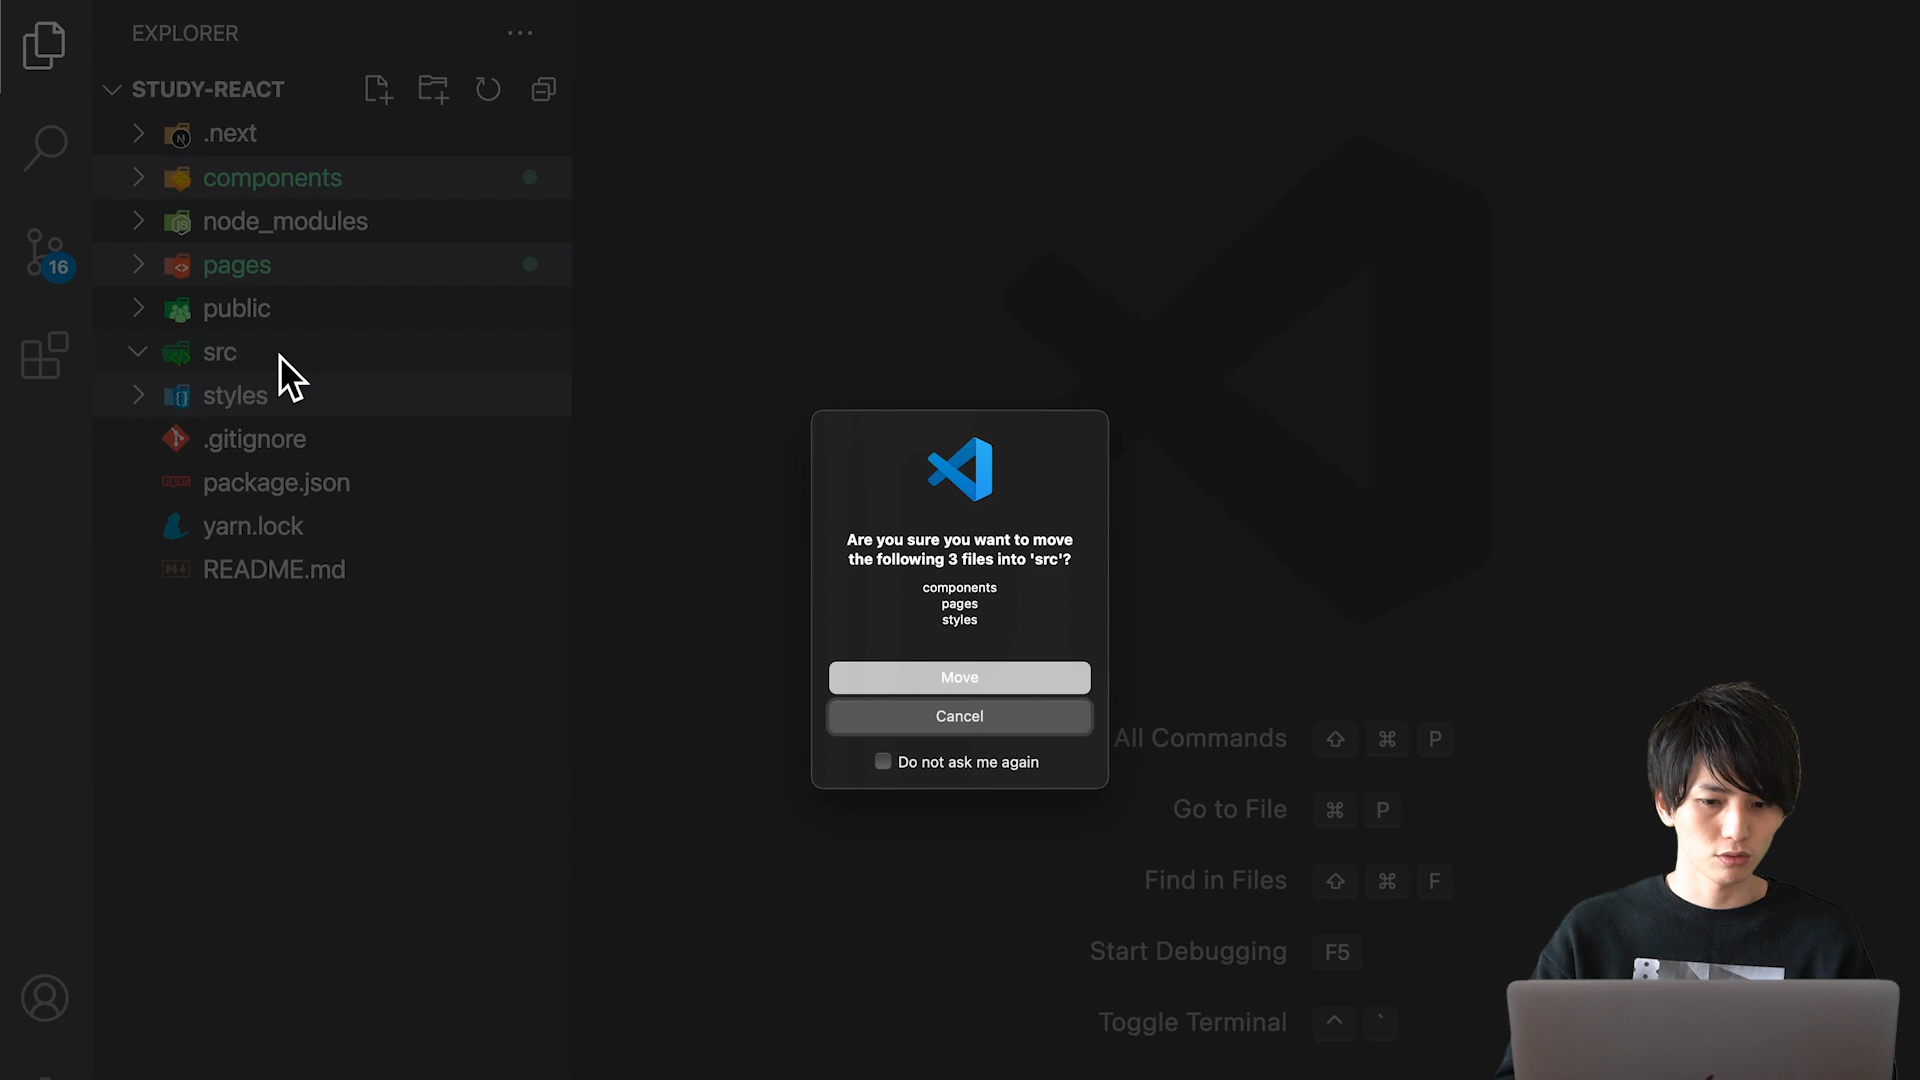 EXPLORER
STUDY-REACT
.next
components
node_modules
pages
public
src
styles
.gitignore
package.json
yarn.lock
README.md
16
Are you sure you want to move
the following 3 files into 'src'?
components
pages
styles
Move
Cancel
Do not ask me again
All Commands ⇧ ⌘ P
Go to File ⌘ P
Find in Files ⇧ ⌘ F
Start Debugging F5
Toggle Terminal ^ `